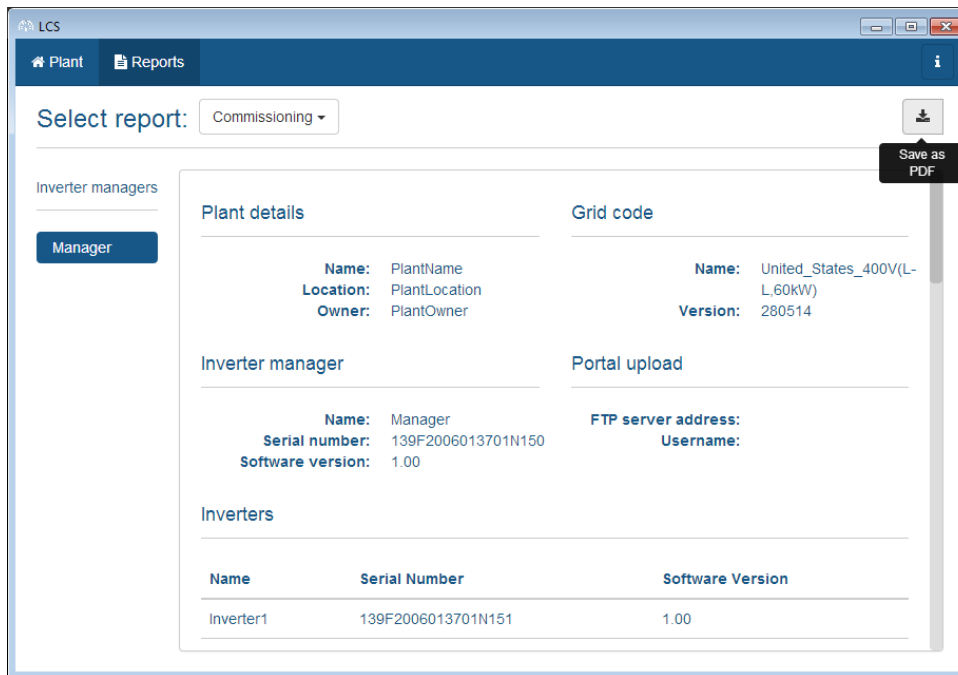 LCS
Plant
Reports
i
Select report:
Commissioning
Save as
PDF
Inverter managers
Manager
Plant details
Name: PlantName
Location: PlantLocation
Owner: PlantOwner
Grid code
Name: United_States_400V(L-
L,60kW)
Version: 280514
Inverter manager
Name: Manager
Serial number: 139F2006013701N150
Software version: 1.00
Portal upload
FTP server address:
Username:
Inverters
Name Serial Number Software Version
Inverter1 139F2006013701N151 1.00